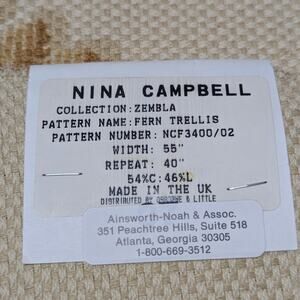 NINA CAMPBELL
COLLECTION:ZEMBLA
PATTERN NAME:FERN TRELLIS
PATTERN NUMBER: NCF3400/02
WIDTH: 55"
REPEAT: 40"
54%C:46%L
MADE IN THE UK
DISTRIBUTED BY OSBORNE & LITTLE
Ainsworth-Noah & Assoc.
351 Peachtree Hills, Suite 518
Atlanta, Georgia 30305
1-800-669-3512